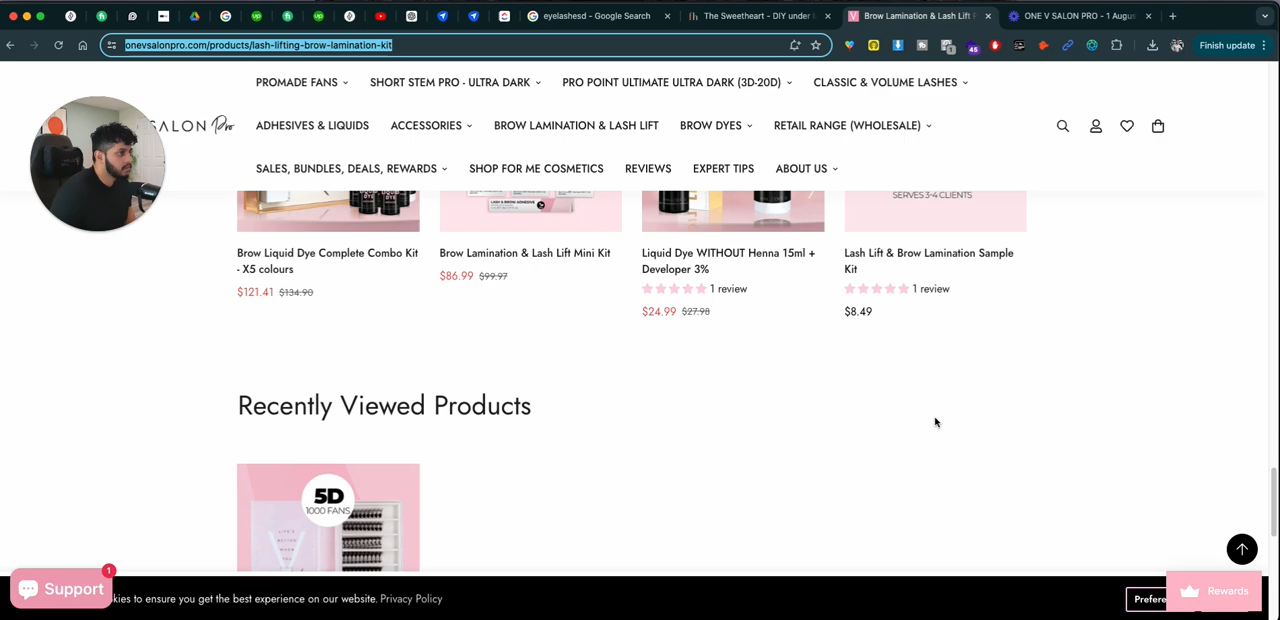 eyelashesd - Google Search
The Sweetheart - DIY under l
Brow Lamination & Lash Lift F
ONE V SALON PRO - 1 Augus
onevsalonpro.com/products/lash-lifting-brow-lamination-kit
45
Finish update
PROMADE FANS
SHORT STEM PRO - ULTRA DARK
PRO POINT ULTIMATE ULTRA DARK (3D-20D)
CLASSIC & VOLUME LASHES
SALON Pro
ADHESIVES & LIQUIDS
ACCESSORIES
BROW LAMINATION & LASH LIFT
BROW DYES
RETAIL RANGE (WHOLESALE)
SALES, BUNDLES, DEALS, REWARDS
SHOP FOR ME COSMETICS
REVIEWS
EXPERT TIPS
ABOUT US
SERVES 3-4 CLIENTS
Brow Liquid Dye Complete Combo Kit
- X5 colours
$121.41 $134.90
Brow Lamination & Lash Lift Mini Kit
$86.99 $99.97
Liquid Dye WITHOUT Henna 15ml +
Developer 3%
1 review
$24.99 $27.98
Lash Lift & Brow Lamination Sample
Kit
1 review
$8.49
Recently Viewed Products
5D
1000 FANS
Support
1
kies to ensure you get the best experience on our website. Privacy Policy
Prefere
Rewards